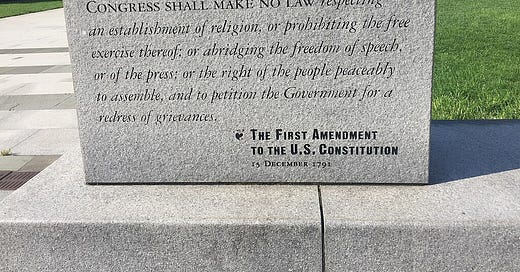 CONGRESS SHALL MAKE NO LAW respecting
an establishment of religion, or prohibiting the free
exercise thereof; or abridging the freedom of speech,
or of the press; or the right of the people peaceably
to assemble, and to petition the Government for a
redress of grievances.
THE FIRST AMENDMENT
TO THE U.S. CONSTITUTION
15 DECEMBER 1791